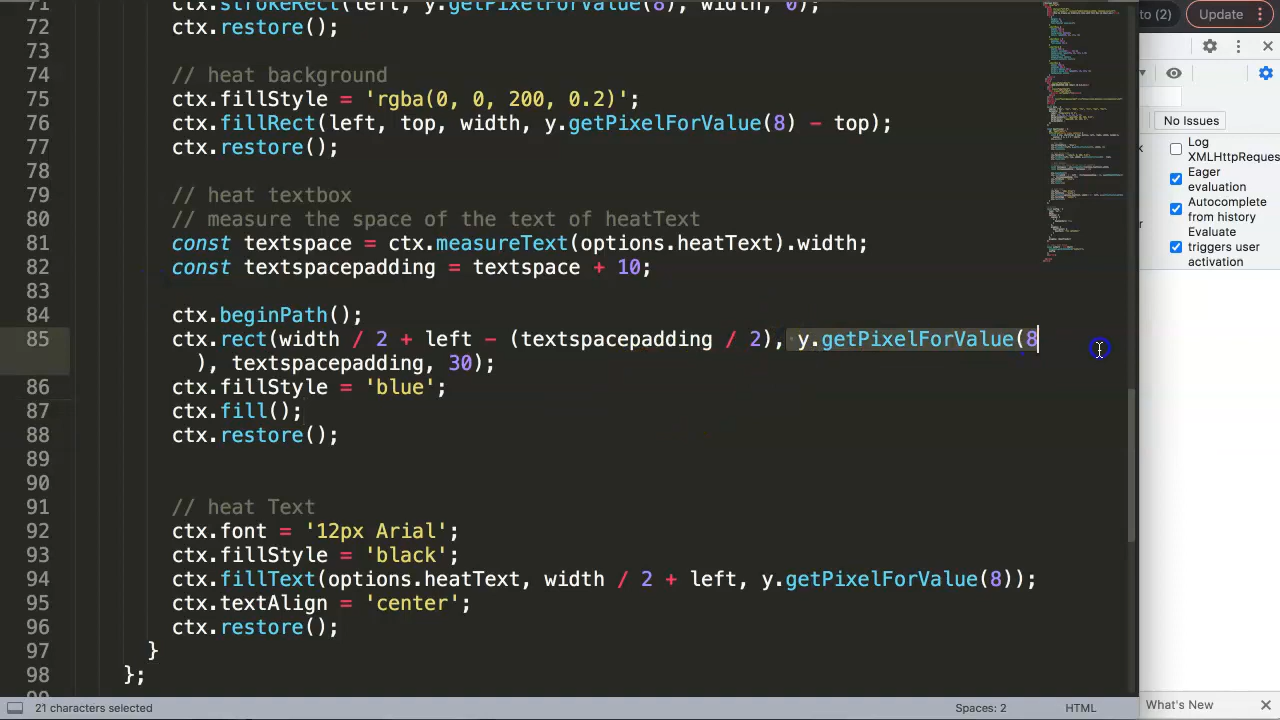 71 ctx.strokeRect(left, y.getPixelForValue(8), width, 0);
72 ctx.restore();
73
74 // heat background
75 ctx.fillStyle = 'rgba(0, 0, 200, 0.2)';
76 ctx.fillRect(left, top, width, y.getPixelForValue(8) - top);
77 ctx.restore();
78
79 // heat textbox
80 // measure the space of the text of heatText
81 const textspace = ctx.measureText(options.heatText).width;
82 const textspacepadding = textspace + 10;
83
84 ctx.beginPath();
85 ctx.rect(width / 2 + left - (textspacepadding / 2), y.getPixelForValue(8
), textspacepadding, 30);
86 ctx.fillStyle = 'blue';
87 ctx.fill();
88 ctx.restore();
89
90
91 // heat Text
92 ctx.font = '12px Arial';
93 ctx.fillStyle = 'black';
94 ctx.fillText(options.heatText, width / 2 + left, y.getPixelForValue(8));
95 ctx.textAlign = 'center';
96 ctx.restore();
97 }
98 };
21 characters selected
Spaces: 2
HTML
to (2)
Update
No Issues
Log
XMLHttpReques
Eager
evaluation
Autocomplete
from history
Evaluate
triggers user
activation
What's New